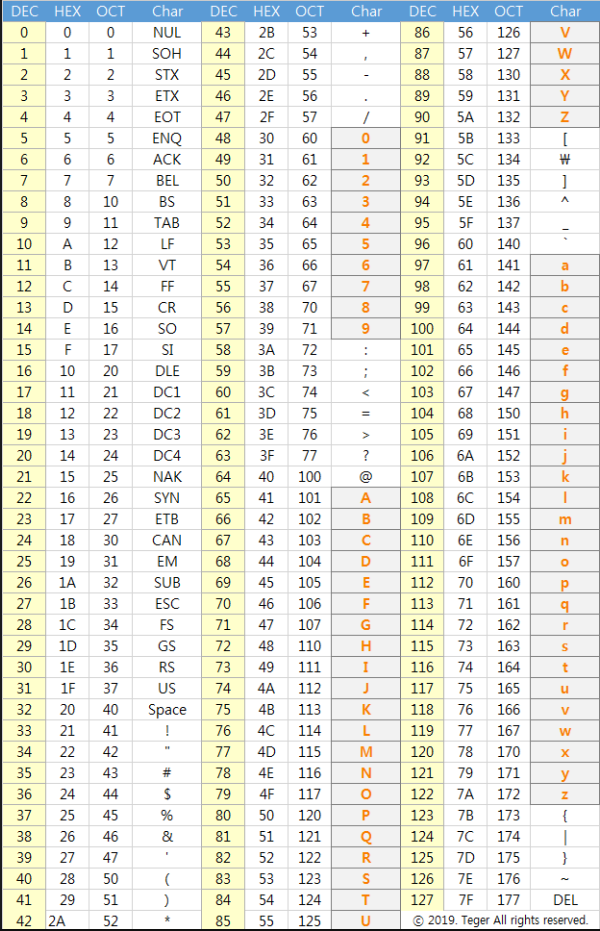 DEC HEX OCT Char DEC HEX OCT Char DEC HEX OCT Char
0 0 0 NUL 43 2B 53 + 86 56 126 V
1 1 1 SOH 44 2C 54 , 87 57 127 W
2 2 2 STX 45 2D 55 - 88 58 130 X
3 3 3 ETX 46 2E 56 . 89 59 131 Y
4 4 4 EOT 47 2F 57 / 90 5A 132 Z
5 5 5 ENQ 48 30 60 0 91 5B 133 [
6 6 6 ACK 49 31 61 1 92 5C 134 ₩
7 7 7 BEL 50 32 62 2 93 5D 135 ]
8 8 10 BS 51 33 63 3 94 5E 136 ^
9 9 11 TAB 52 34 64 4 95 5F 137 _
10 A 12 LF 53 35 65 5 96 60 140 `
11 B 13 VT 54 36 66 6 97 61 141 a
12 C 14 FF 55 37 67 7 98 62 142 b
13 D 15 CR 56 38 70 8 99 63 143 c
14 E 16 SO 57 39 71 9 100 64 144 d
15 F 17 SI 58 3A 72 : 101 65 145 e
16 10 20 DLE 59 3B 73 ; 102 66 146 f
17 11 21 DC1 60 3C 74 < 103 67 147 g
18 12 22 DC2 61 3D 75 = 104 68 150 h
19 13 23 DC3 62 3E 76 > 105 69 151 i
20 14 24 DC4 63 3F 77 ? 106 6A 152 j
21 15 25 NAK 64 40 100 @ 107 6B 153 k
22 16 26 SYN 65 41 101 A 108 6C 154 l
23 17 27 ETB 66 42 102 B 109 6D 155 m
24 18 30 CAN 67 43 103 C 110 6E 156 n
25 19 31 EM 68 44 104 D 111 6F 157 o
26 1A 32 SUB 69 45 105 E 112 70 160 p
27 1B 33 ESC 70 46 106 F 113 71 161 q
28 1C 34 FS 71 47 107 G 114 72 162 r
29 1D 35 GS 72 48 110 H 115 73 163 s
30 1E 36 RS 73 49 111 I 116 74 164 t
31 1F 37 US 74 4A 112 J 117 75 165 u
32 20 40 Space 75 4B 113 K 118 76 166 v
33 21 41 ! 76 4C 114 L 119 77 167 w
34 22 42 " 77 4D 115 M 120 78 170 x
35 23 43 # 78 4E 116 N 121 79 171 y
36 24 44 $ 79 4F 117 O 122 7A 172 z
37 25 45 % 80 50 120 P 123 7B 173 {
38 26 46 & 81 51 121 Q 124 7C 174 |
39 27 47 ' 82 52 122 R 125 7D 175 }
40 28 50 ( 83 53 123 S 126 7E 176 ~
41 29 51 ) 84 54 124 T 127 7F 177 DEL
42 2A 52 * 85 55 125 U © 2019. Teger All rights reserved.